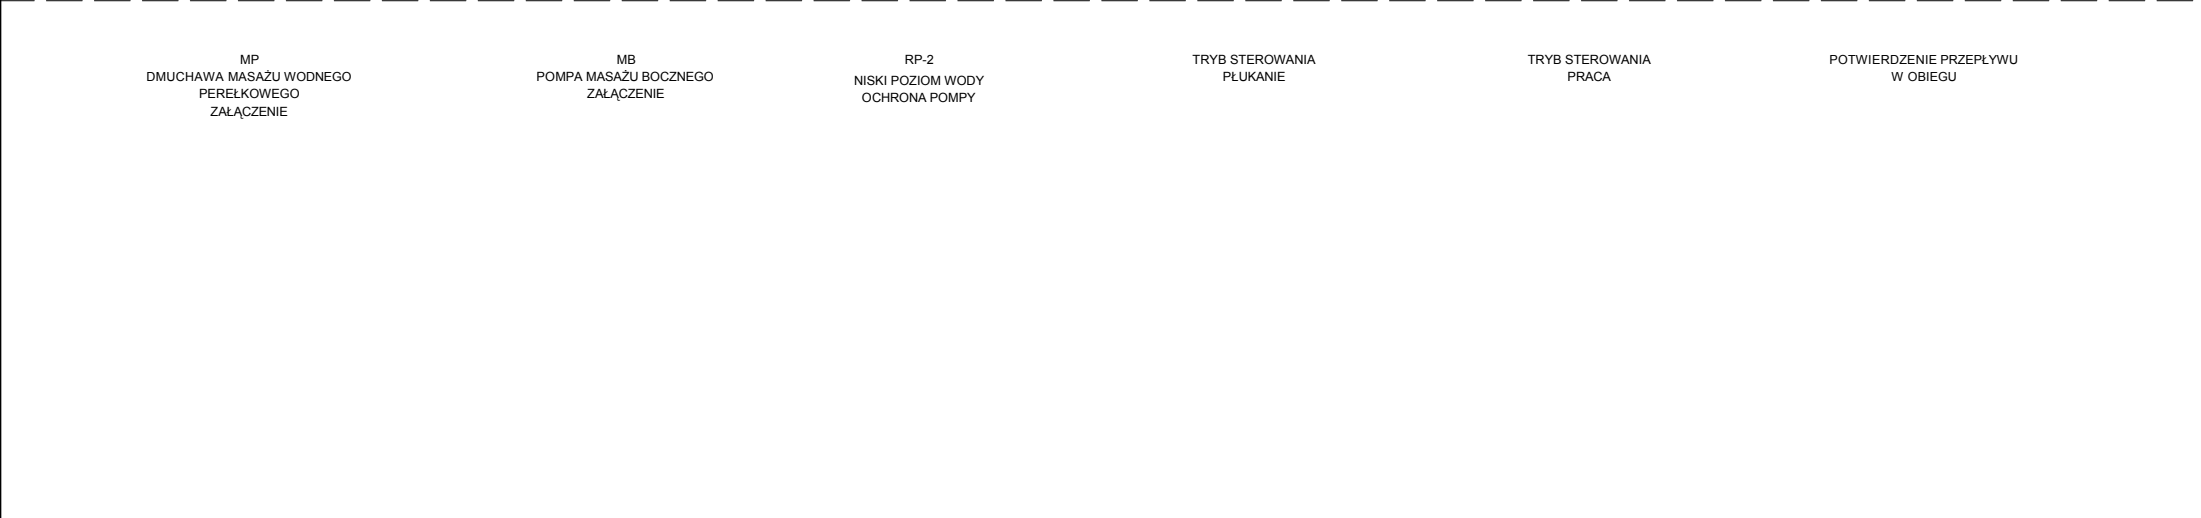 MP
DMUCHAWA MASAŻU WODNEGO
PEREŁKOWEGO
ZAŁĄCZENIE
MB
POMPA MASAŻU BOCZNEGO
ZAŁĄCZENIE
RP-2
NISKI POZIOM WODY
OCHRONA POMPY
TRYB STEROWANIA
PŁUKANIE
TRYB STEROWANIA
PRACA
POTWIERDZENIE PRZEPŁYWU
W OBIEGU